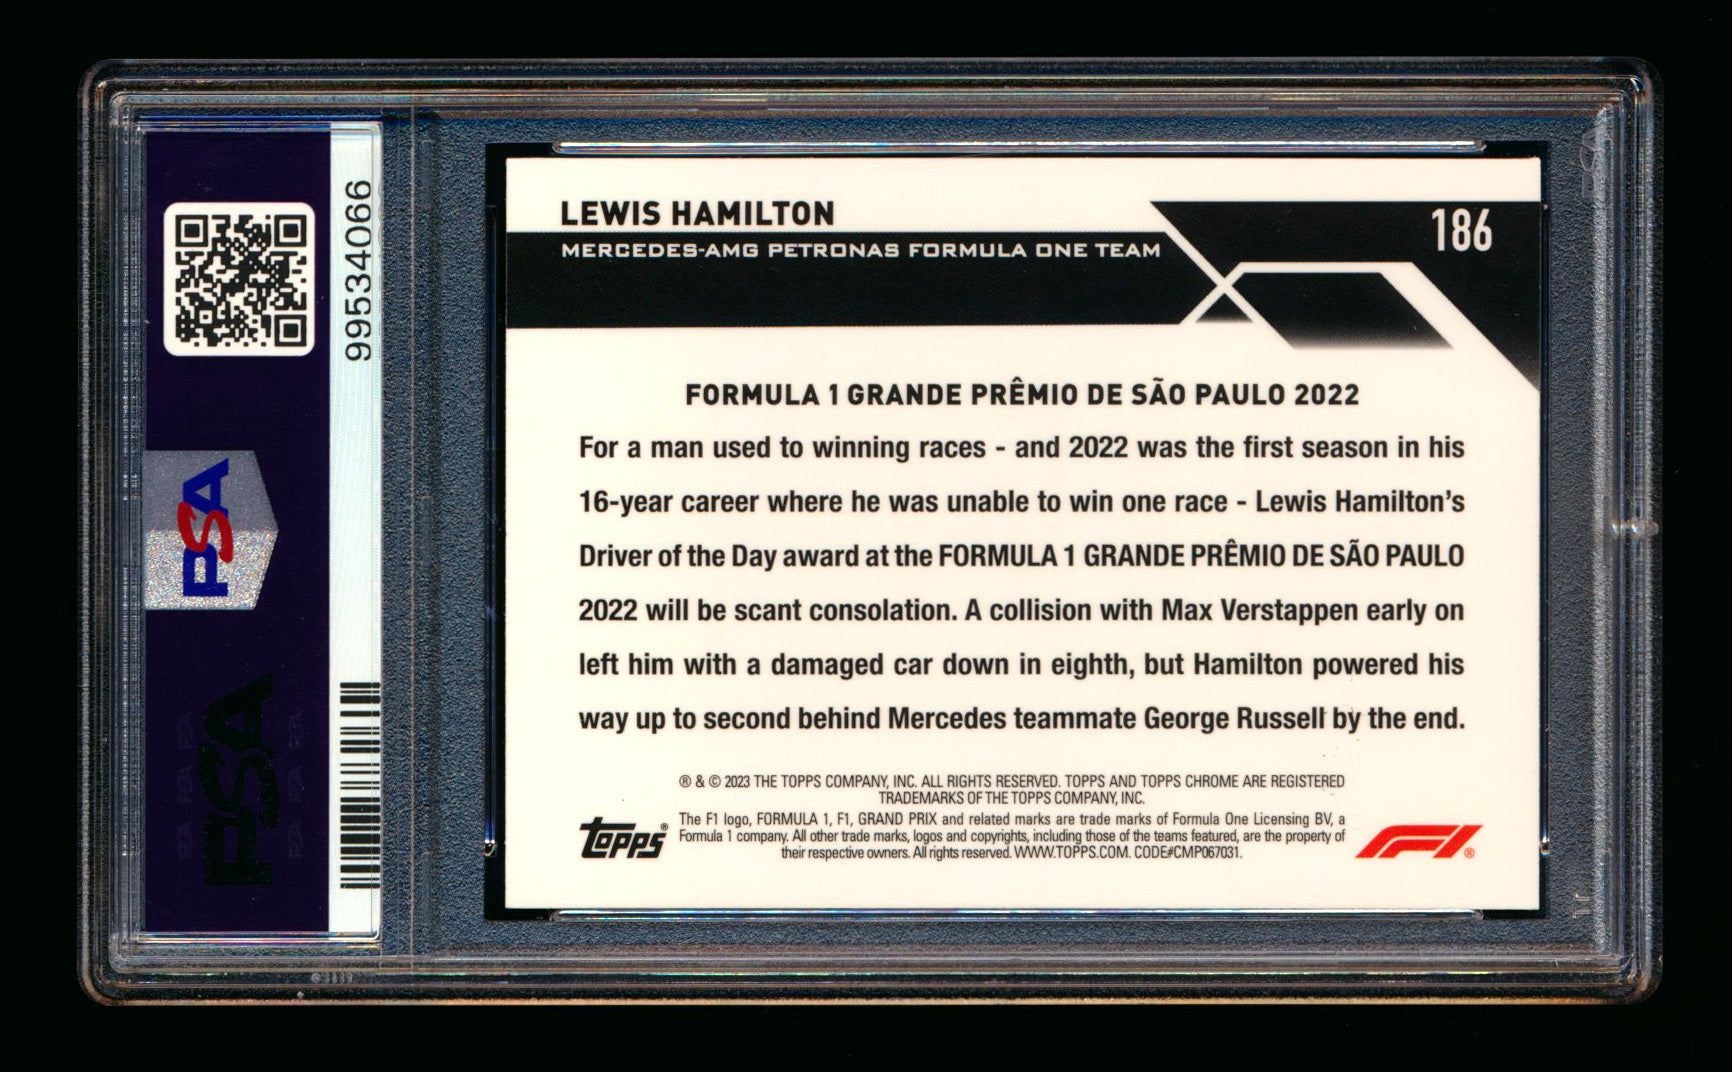 LEWIS HAMILTON
186
MERCEDES-AMG PETRONAS FORMULA ONE TEAM
FORMULA 1 GRANDE PRÊMIO DE SÃO PAULO 2022
For a man used to winning races - and 2022 was the first season in his
16-year career where he was unable to win one race - Lewis Hamilton's
Driver of the Day award at the FORMULA 1 GRANDE PRÊMIO DE SÃO PAULO
2022 will be scant consolation. A collision with Max Verstappen early on
left him with a damaged car down in eighth, but Hamilton powered his
way up to second behind Mercedes teammate George Russell by the end.
® & © 2023 THE TOPPS COMPANY, INC. ALL RIGHTS RESERVED. TOPPS AND TOPPS CHROME ARE REGISTERED
TRADEMARKS OF THE TOPPS COMPANY, INC.
The F1 logo, FORMULA 1, F1, GRAND PRIX and related marks are trade marks of Formula One Licensing BV, a
Formula 1 company. All other trade marks, logos and copyrights, including those of the teams featured, are the property of
their respective owners. All rights reserved. WWW.TOPPS.COM. CODE#CMP067031.
Topps®
F1®
99534066
PSA
PSA